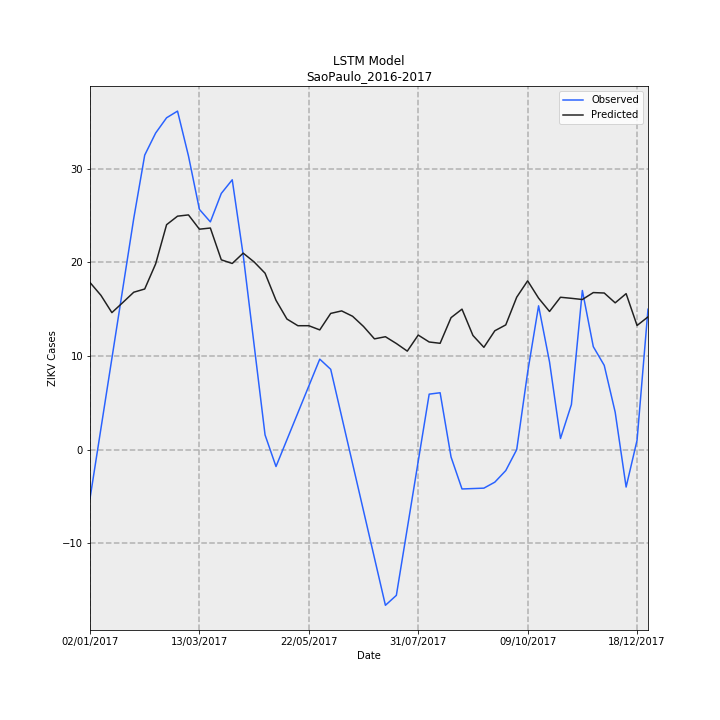 LSTM Model
SaoPaulo_2016-2017
Observed
Predicted
ZIKV Cases
30
20
10
0
−10
02/01/2017
13/03/2017
22/05/2017
31/07/2017
09/10/2017
18/12/2017
Date